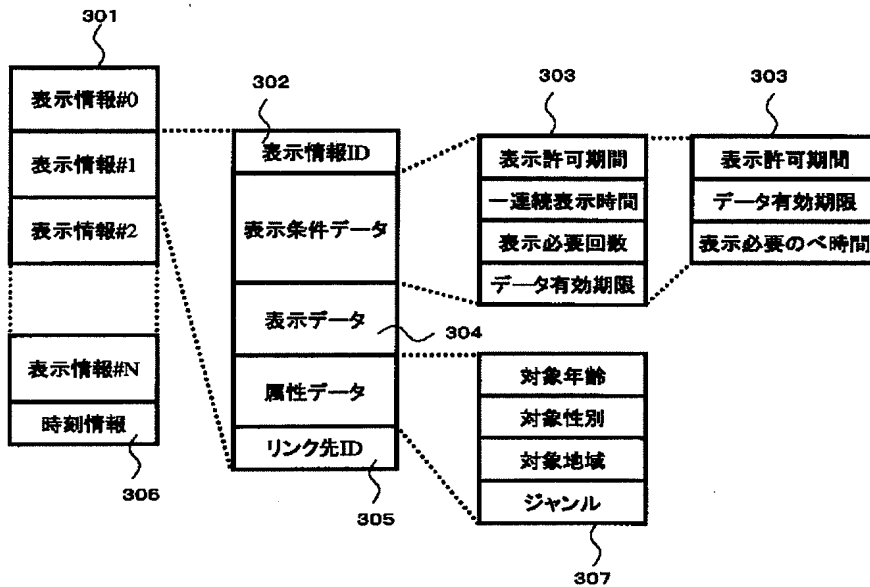 301
表示情報#0
表示情報#1
表示情報#2
表示情報#N
時刻情報
306
302
表示情報ID
表示条件データ
表示データ
304
属性データ
リンク先ID
305
303
表示許可期間
一連続表示時間
表示必要回数
データ有効期限
303
表示許可期間
データ有効期限
表示必要のべ時間
対象年齢
対象性別
対象地域
ジャンル
307